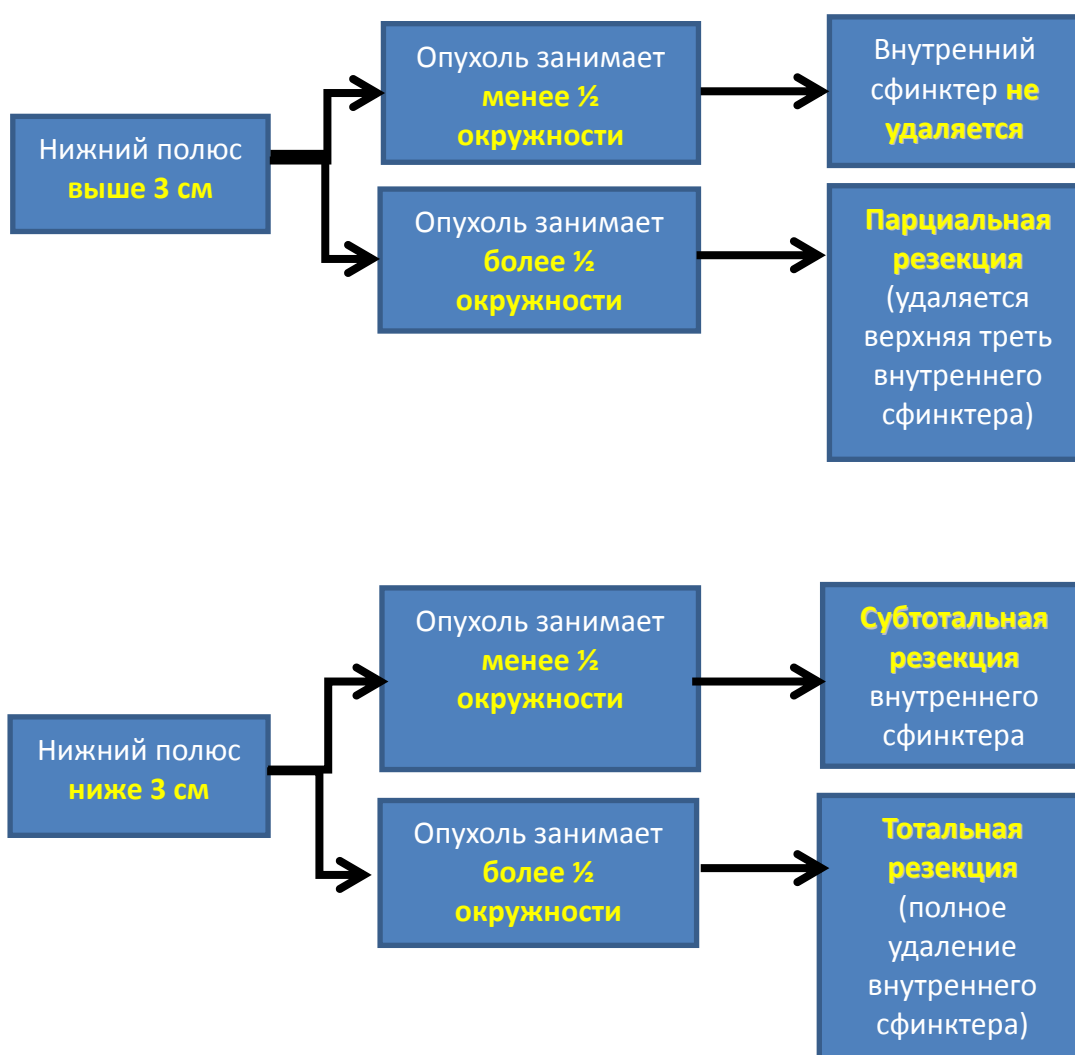 Нижний полюс
выше 3 см
Опухоль занимает
менее ½
окружности
Внутренний
сфинктер не
удаляется
Опухоль занимает
более ½
окружности
Парциальная
резекция
(удаляется
верхняя треть
внутреннего
сфинктера)
Нижний полюс
ниже 3 см
Опухоль занимает
менее ½
окружности
Субтотальная
резекция
внутреннего
сфинктера
Опухоль занимает
более ½
окружности
Тотальная
резекция
(полное
удаление
внутреннего
сфинктера)